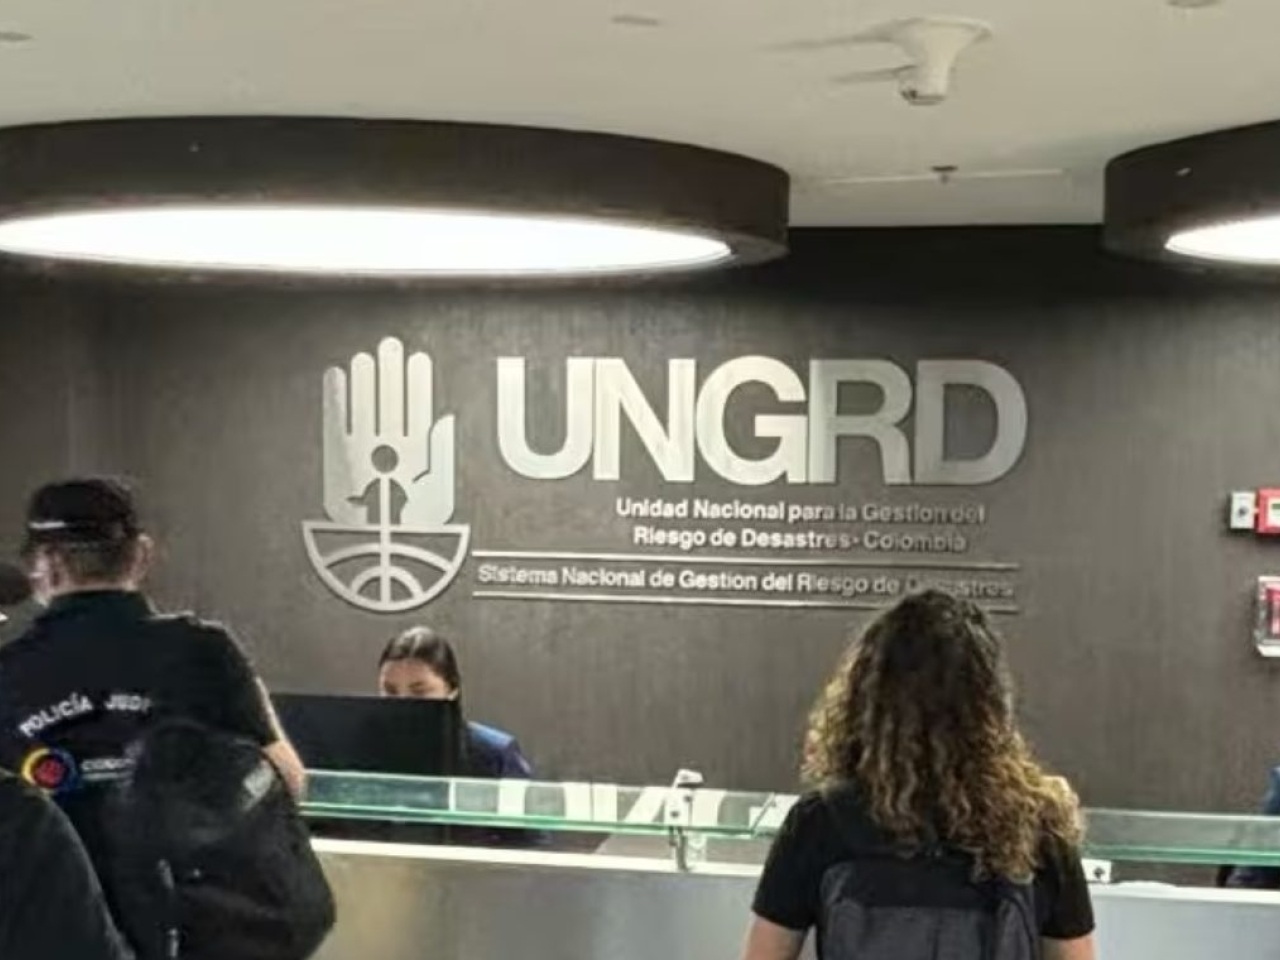 UNGRD
Unidad Nacional para la Gestion del
Riesgo de Desastres - Colombia
Sistema Nacional de Gestion del Riesgo de Desastres
POLICÍA